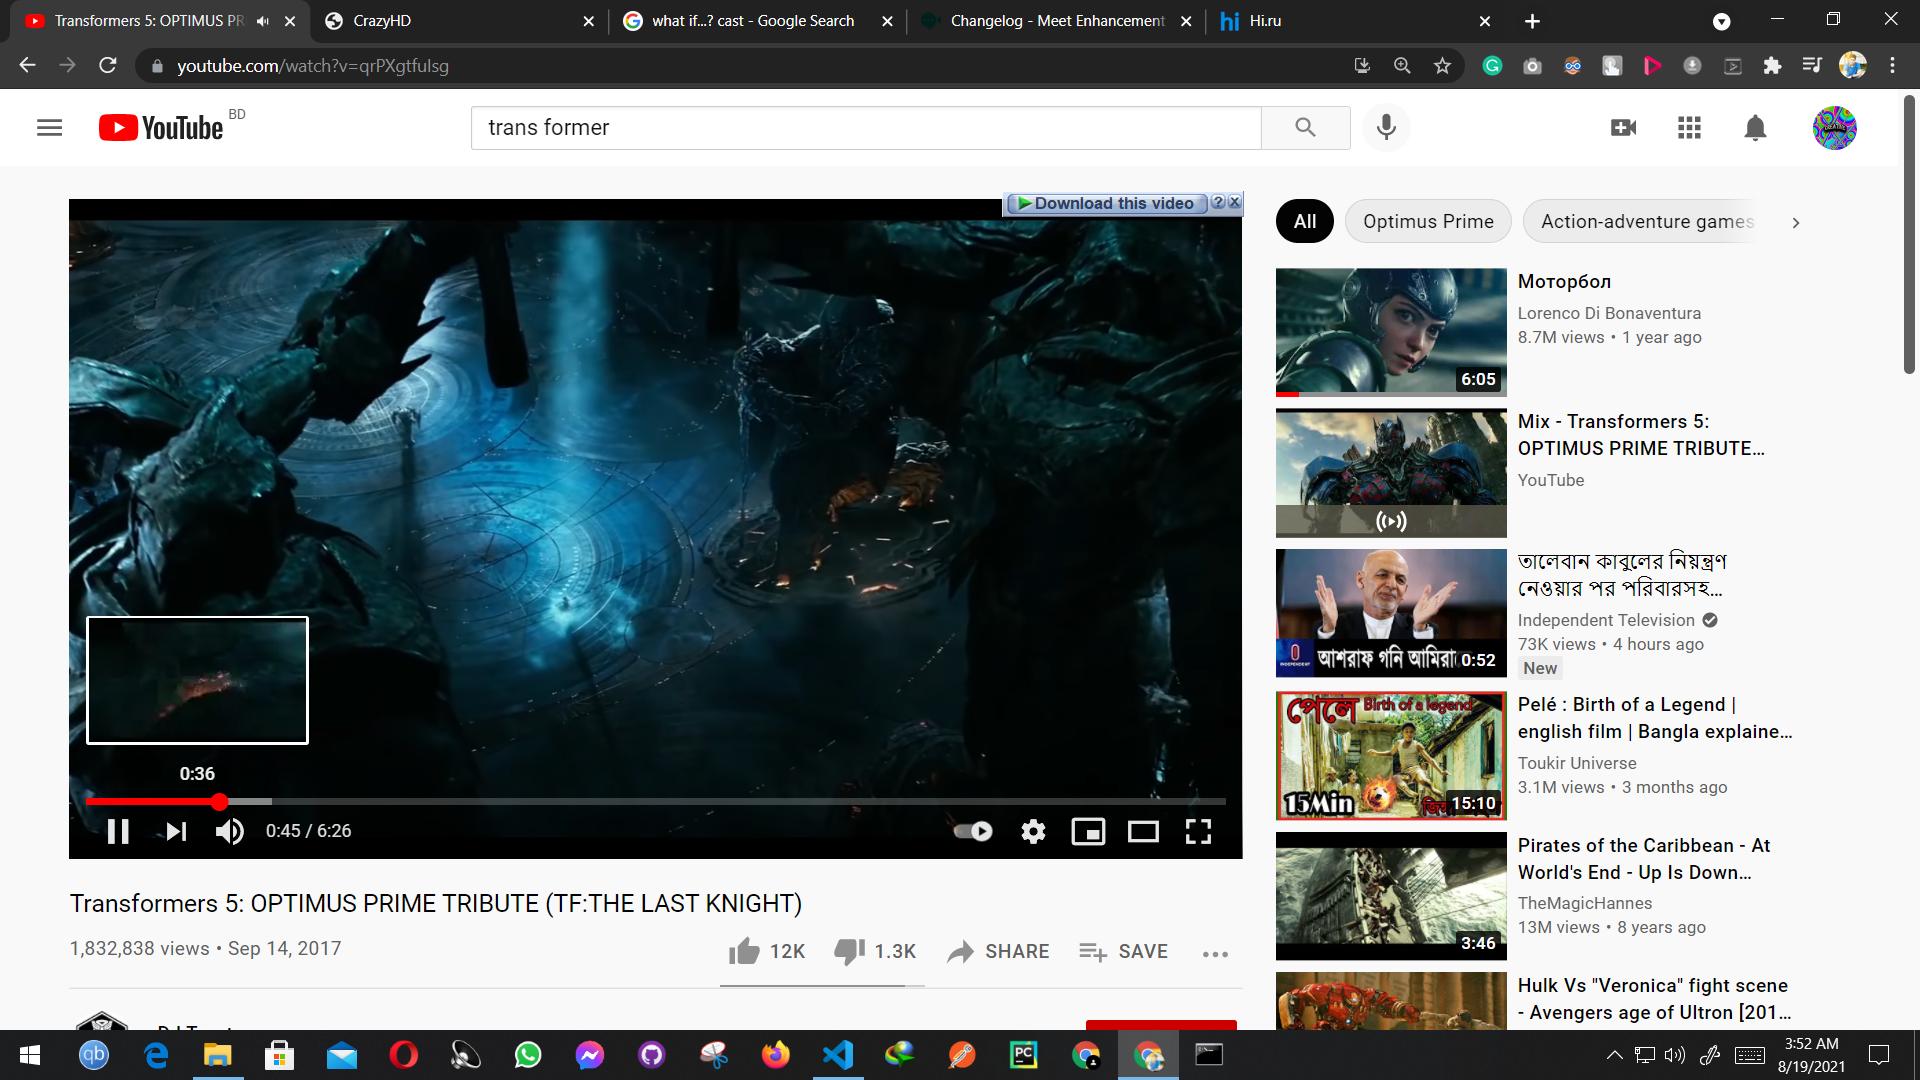 Transformers 5: OPTIMUS PR
CrazyHD
what if...? cast - Google Search
Changelog - Meet Enhancement
hi Hi.ru
youtube.com/watch?v=qrPXgtfuIsg
YouTube BD
trans former
Download this video ? X
All
Optimus Prime
Action-adventure games
Моторбол
Lorenco Di Bonaventura
8.7M views • 1 year ago
6:05
Mix - Transformers 5:
OPTIMUS PRIME TRIBUTE...
YouTube
তালেবান কাবুলের নিয়ন্ত্রণ
নেওয়ার পর পরিবারসহ...
Independent Television
73K views • 4 hours ago
New
INDEPENDENT
আশরাফ গনি আমিরা
0:52
পেলে Birth of a legend
15Min
15:10
Pelé : Birth of a Legend |
english film | Bangla explaine...
Toukir Universe
3.1M views • 3 months ago
Pirates of the Caribbean - At
World's End - Up Is Down...
TheMagicHannes
13M views • 8 years ago
3:46
Hulk Vs "Veronica" fight scene
- Avengers age of Ultron [201...
0:36
0:45 / 6:26
Transformers 5: OPTIMUS PRIME TRIBUTE (TF:THE LAST KNIGHT)
1,832,838 views • Sep 14, 2017
12K
1.3K
SHARE
SAVE
qb
PC
3:52 AM
8/19/2021